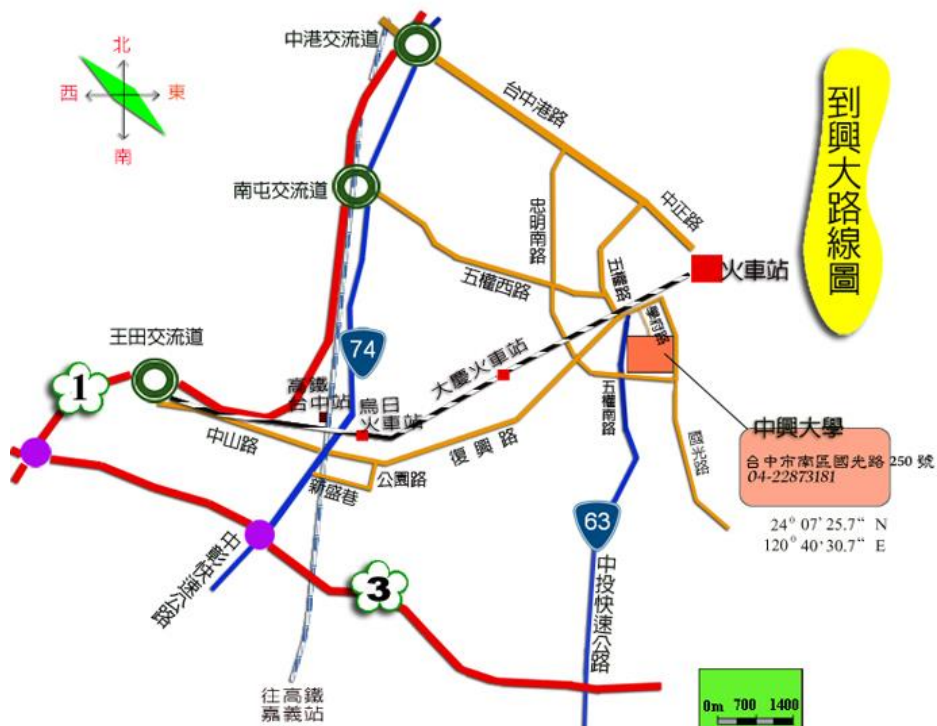 到興大路線圖
北
西
東
南
中港交流道
台中港路
南屯交流道
忠明南路
中正路
火車站
五權西路
五權路
學府路
王田交流道
74
1
高鐵
台中站
烏日
火車站
大慶火車站
中山路
復興路
五權南路
國光路
公園路
新盛巷
中興大學
台中市南區國光路 250 號
04-22873181
24° 07' 25.7“ N
120° 40' 30.7“ E
63
中彰快速公路
3
中投快速公路
往高鐵
嘉義站
0m 700 1400